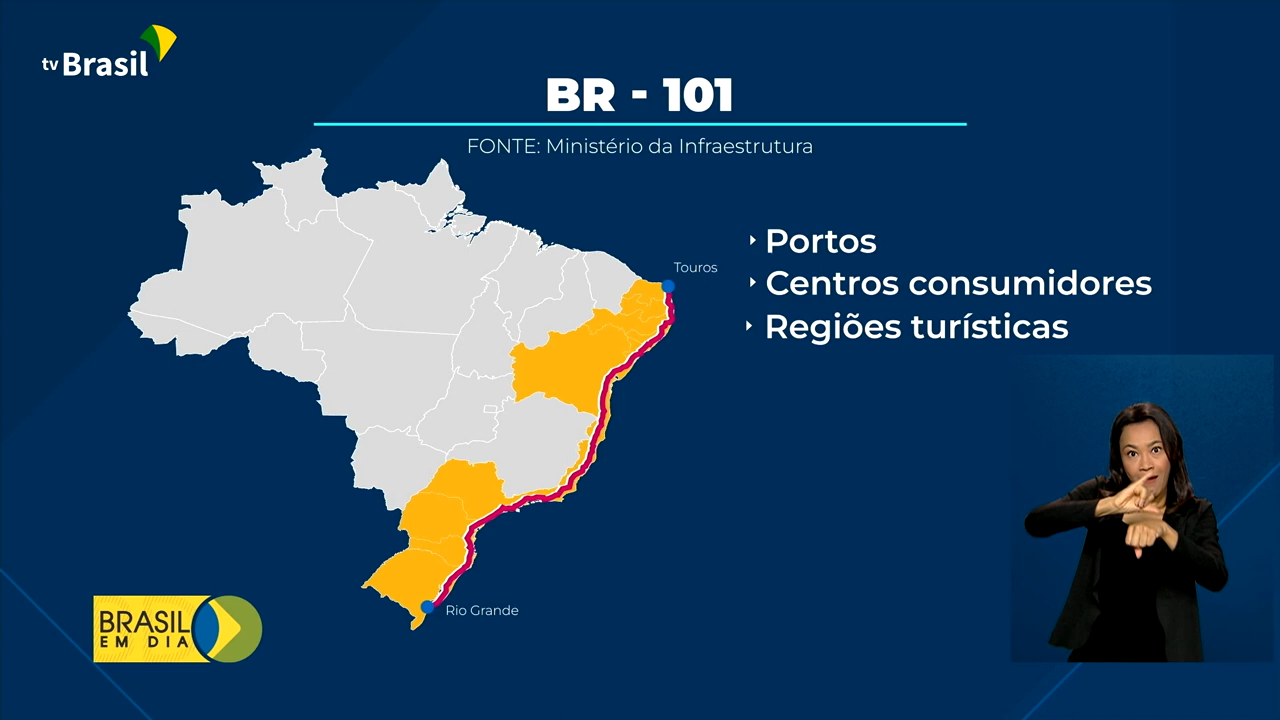 tv Brasil
BR - 101
FONTE: Ministério da Infraestrutura
Portos
Centros consumidores
Regiões turísticas
Touros
Rio Grande
BRASIL
EM DIA